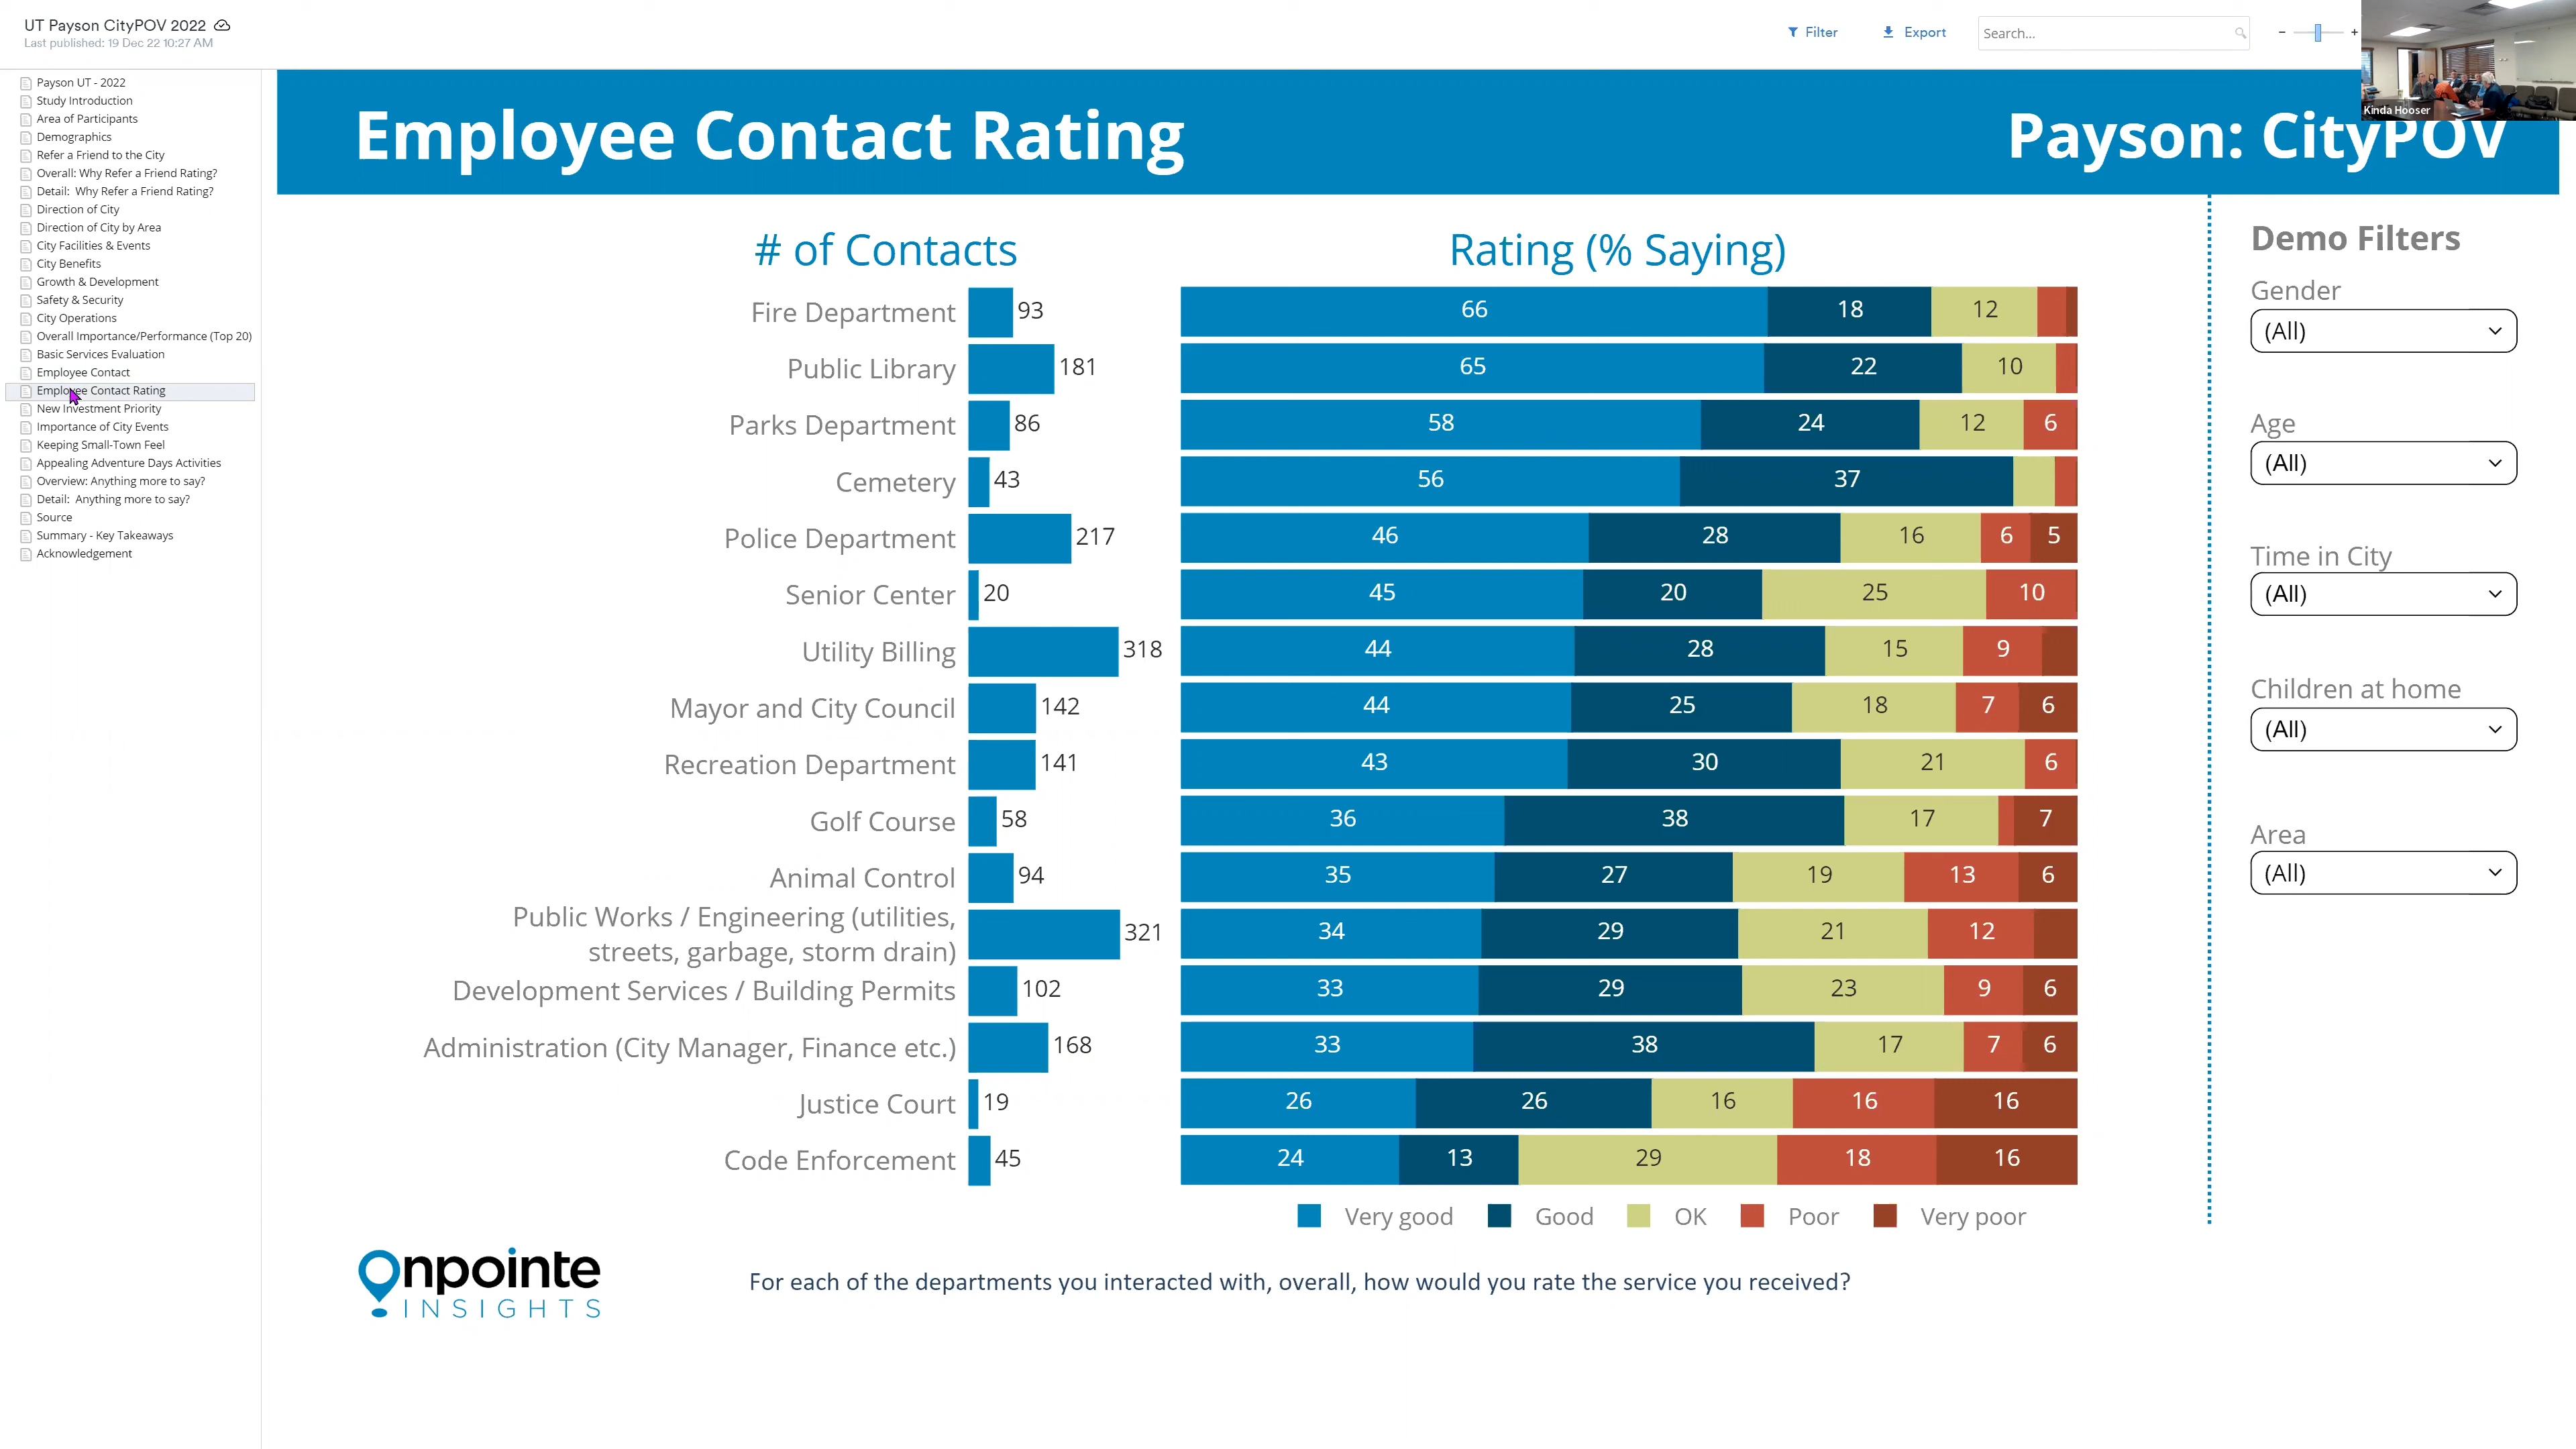 UT Payson CityPOV 2022
Last published: 19 Dec 22 10:27 AM
Filter
Export
Search...
- +
Kinda Hooser
Payson UT - 2022
Study Introduction
Area of Participants
Demographics
Refer a Friend to the City
Overall: Why Refer a Friend Rating?
Detail: Why Refer a Friend Rating?
Direction of City
Direction of City by Area
City Facilities & Events
City Benefits
Growth & Development
Safety & Security
City Operations
Overall Importance/Performance (Top 20)
Basic Services Evaluation
Employee Contact
Employee Contact Rating
New Investment Priority
Importance of City Events
Keeping Small-Town Feel
Appealing Adventure Days Activities
Overview: Anything more to say?
Detail: Anything more to say?
Source
Summary - Key Takeaways
Acknowledgement
Employee Contact Rating
Payson: CityPOV
# of Contacts
Rating (% Saying)
Fire Department 93 66 18 12
Public Library 181 65 22 10
Parks Department 86 58 24 12 6
Cemetery 43 56 37
Police Department 217 46 28 16 6 5
Senior Center 20 45 20 25 10
Utility Billing 318 44 28 15 9
Mayor and City Council 142 44 25 18 7 6
Recreation Department 141 43 30 21 6
Golf Course 58 36 38 17 7
Animal Control 94 35 27 19 13 6
Public Works / Engineering (utilities,
streets, garbage, storm drain) 321 34 29 21 12
Development Services / Building Permits 102 33 29 23 9 6
Administration (City Manager, Finance etc.) 168 33 38 17 7 6
Justice Court 19 26 26 16 16 16
Code Enforcement 45 24 13 29 18 16
Very good Good OK Poor Very poor
Onpointe
INSIGHTS
For each of the departments you interacted with, overall, how would you rate the service you received?
Demo Filters
Gender
(All)
Age
(All)
Time in City
(All)
Children at home
(All)
Area
(All)